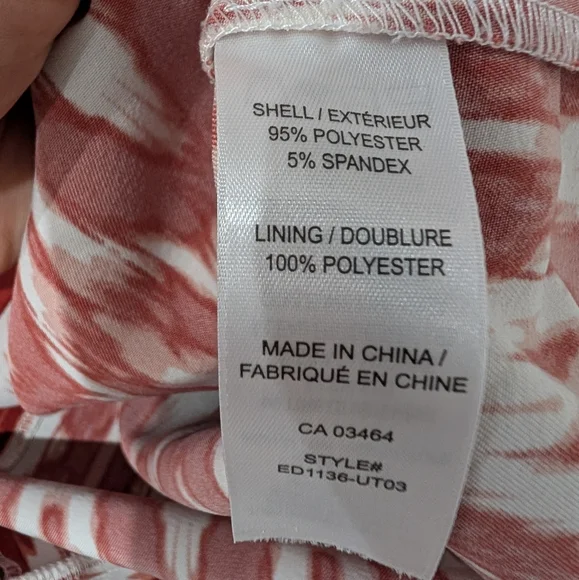 SHELL / EXTÉRIEUR
95% POLYESTER
5% SPANDEX
LINING / DOUBLURE
100% POLYESTER
MADE IN CHINA /
FABRIQUÉ EN CHINE
CA 03464
STYLE#
ED1136-UT03